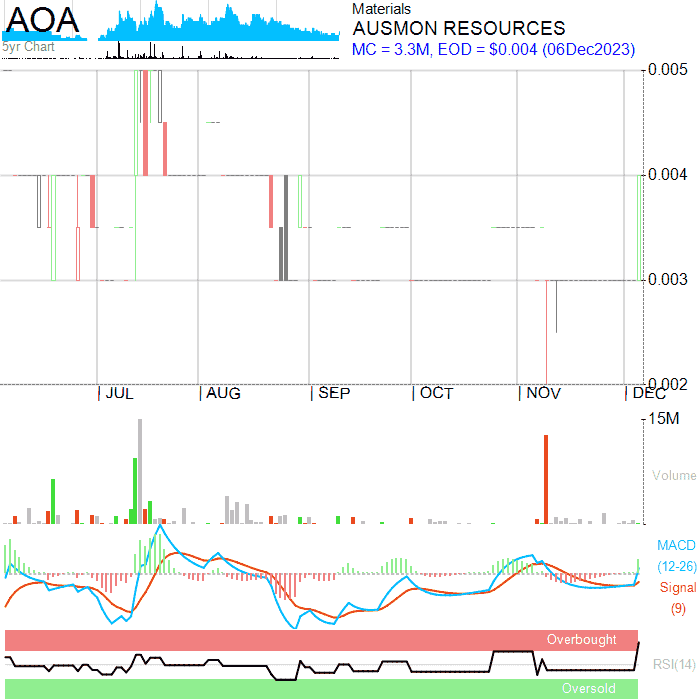 AOA
5yr Chart
Materials
AUSMON RESOURCES
MC = 3.3M, EOD = $0.004 (06Dec2023)
0.005
0.004
0.003
0.002
JUL AUG SEP OCT NOV DEC
15M
Volume
MACD
(12-26)
Signal
(9)
Overbought
RSI(14)
Oversold